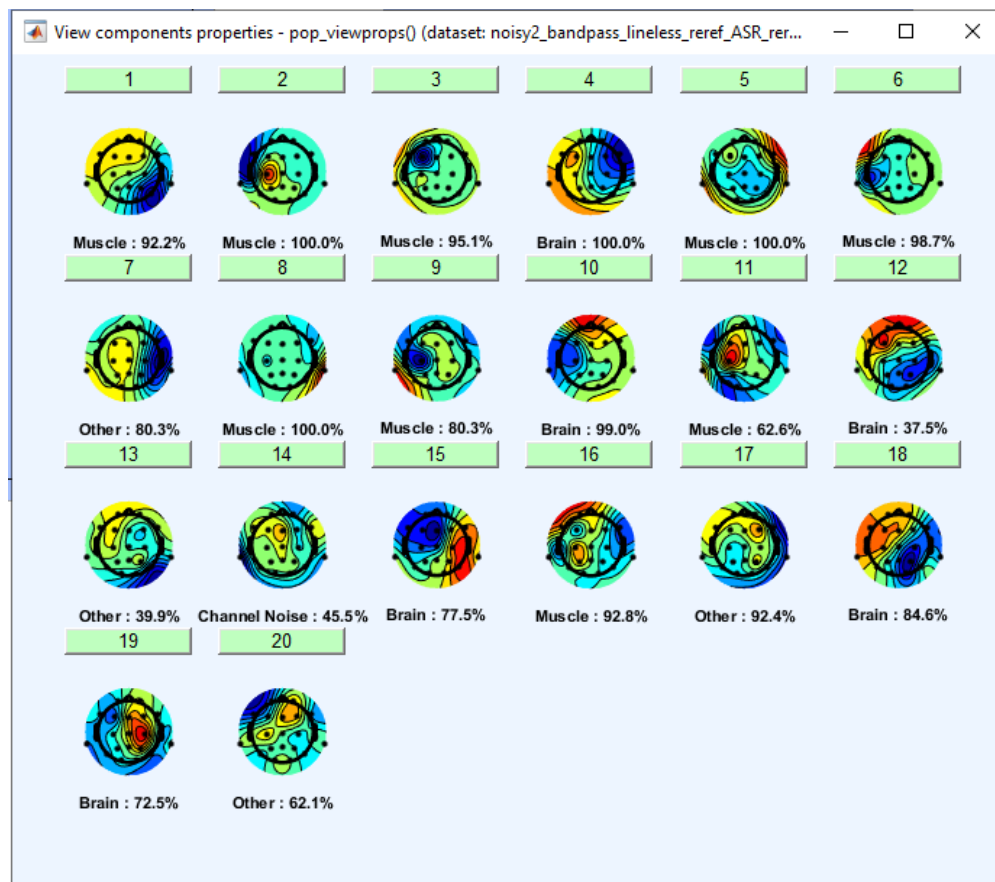 View components properties - pop_viewprops() (dataset: noisy2_bandpass_lineless_reref_ASR_rer...
1 2 3 4 5 6
Muscle : 92.2% Muscle : 100.0% Muscle : 95.1% Brain : 100.0% Muscle : 100.0% Muscle : 98.7%
7 8 9 10 11 12
Other : 80.3% Muscle : 100.0% Muscle : 80.3% Brain : 99.0% Muscle : 62.6% Brain : 37.5%
13 14 15 16 17 18
Other : 39.9% Channel Noise : 45.5% Brain : 77.5% Muscle : 92.8% Other : 92.4% Brain : 84.6%
19 20
Brain : 72.5% Other : 62.1%